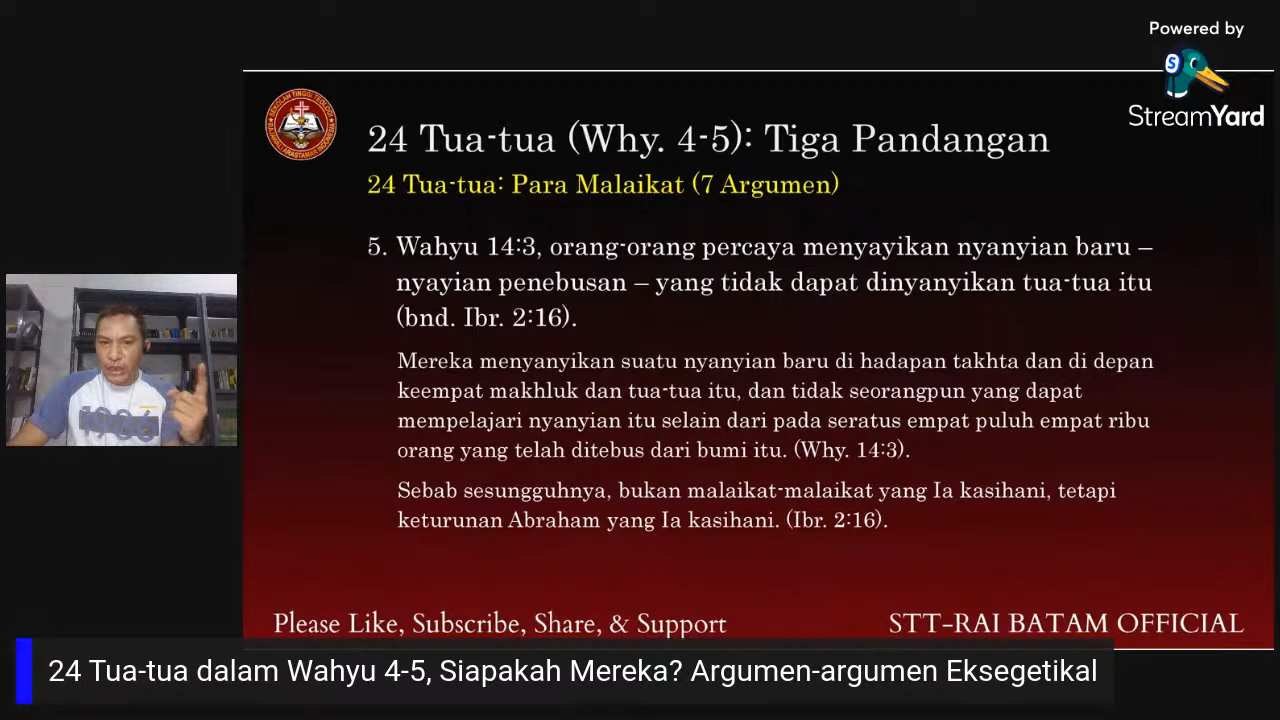 Powered by
StreamYard
24 Tua-tua (Why. 4-5): Tiga Pandangan
24 Tua-tua: Para Malaikat (7 Argumen)
5. Wahyu 14:3, orang-orang percaya menyayikan nyanyian baru –
nyayian penebusan – yang tidak dapat dinyanyikan tua-tua itu
(bnd. Ibr. 2:16).
Mereka menyanyikan suatu nyanyian baru di hadapan takhta dan di depan
keempat makhluk dan tua-tua itu, dan tidak seorangpun yang dapat
mempelajari nyanyian itu selain dari pada seratus empat puluh empat ribu
orang yang telah ditebus dari bumi itu. (Why. 14:3).
Sebab sesungguhnya, bukan malaikat-malaikat yang Ia kasihani, tetapi
keturunan Abraham yang Ia kasihani. (Ibr. 2:16).
Please Like, Subscribe, Share, & Support
STT-RAI BATAM OFFICIAL
24 Tua-tua dalam Wahyu 4-5, Siapakah Mereka? Argumen-argumen Eksegetikal